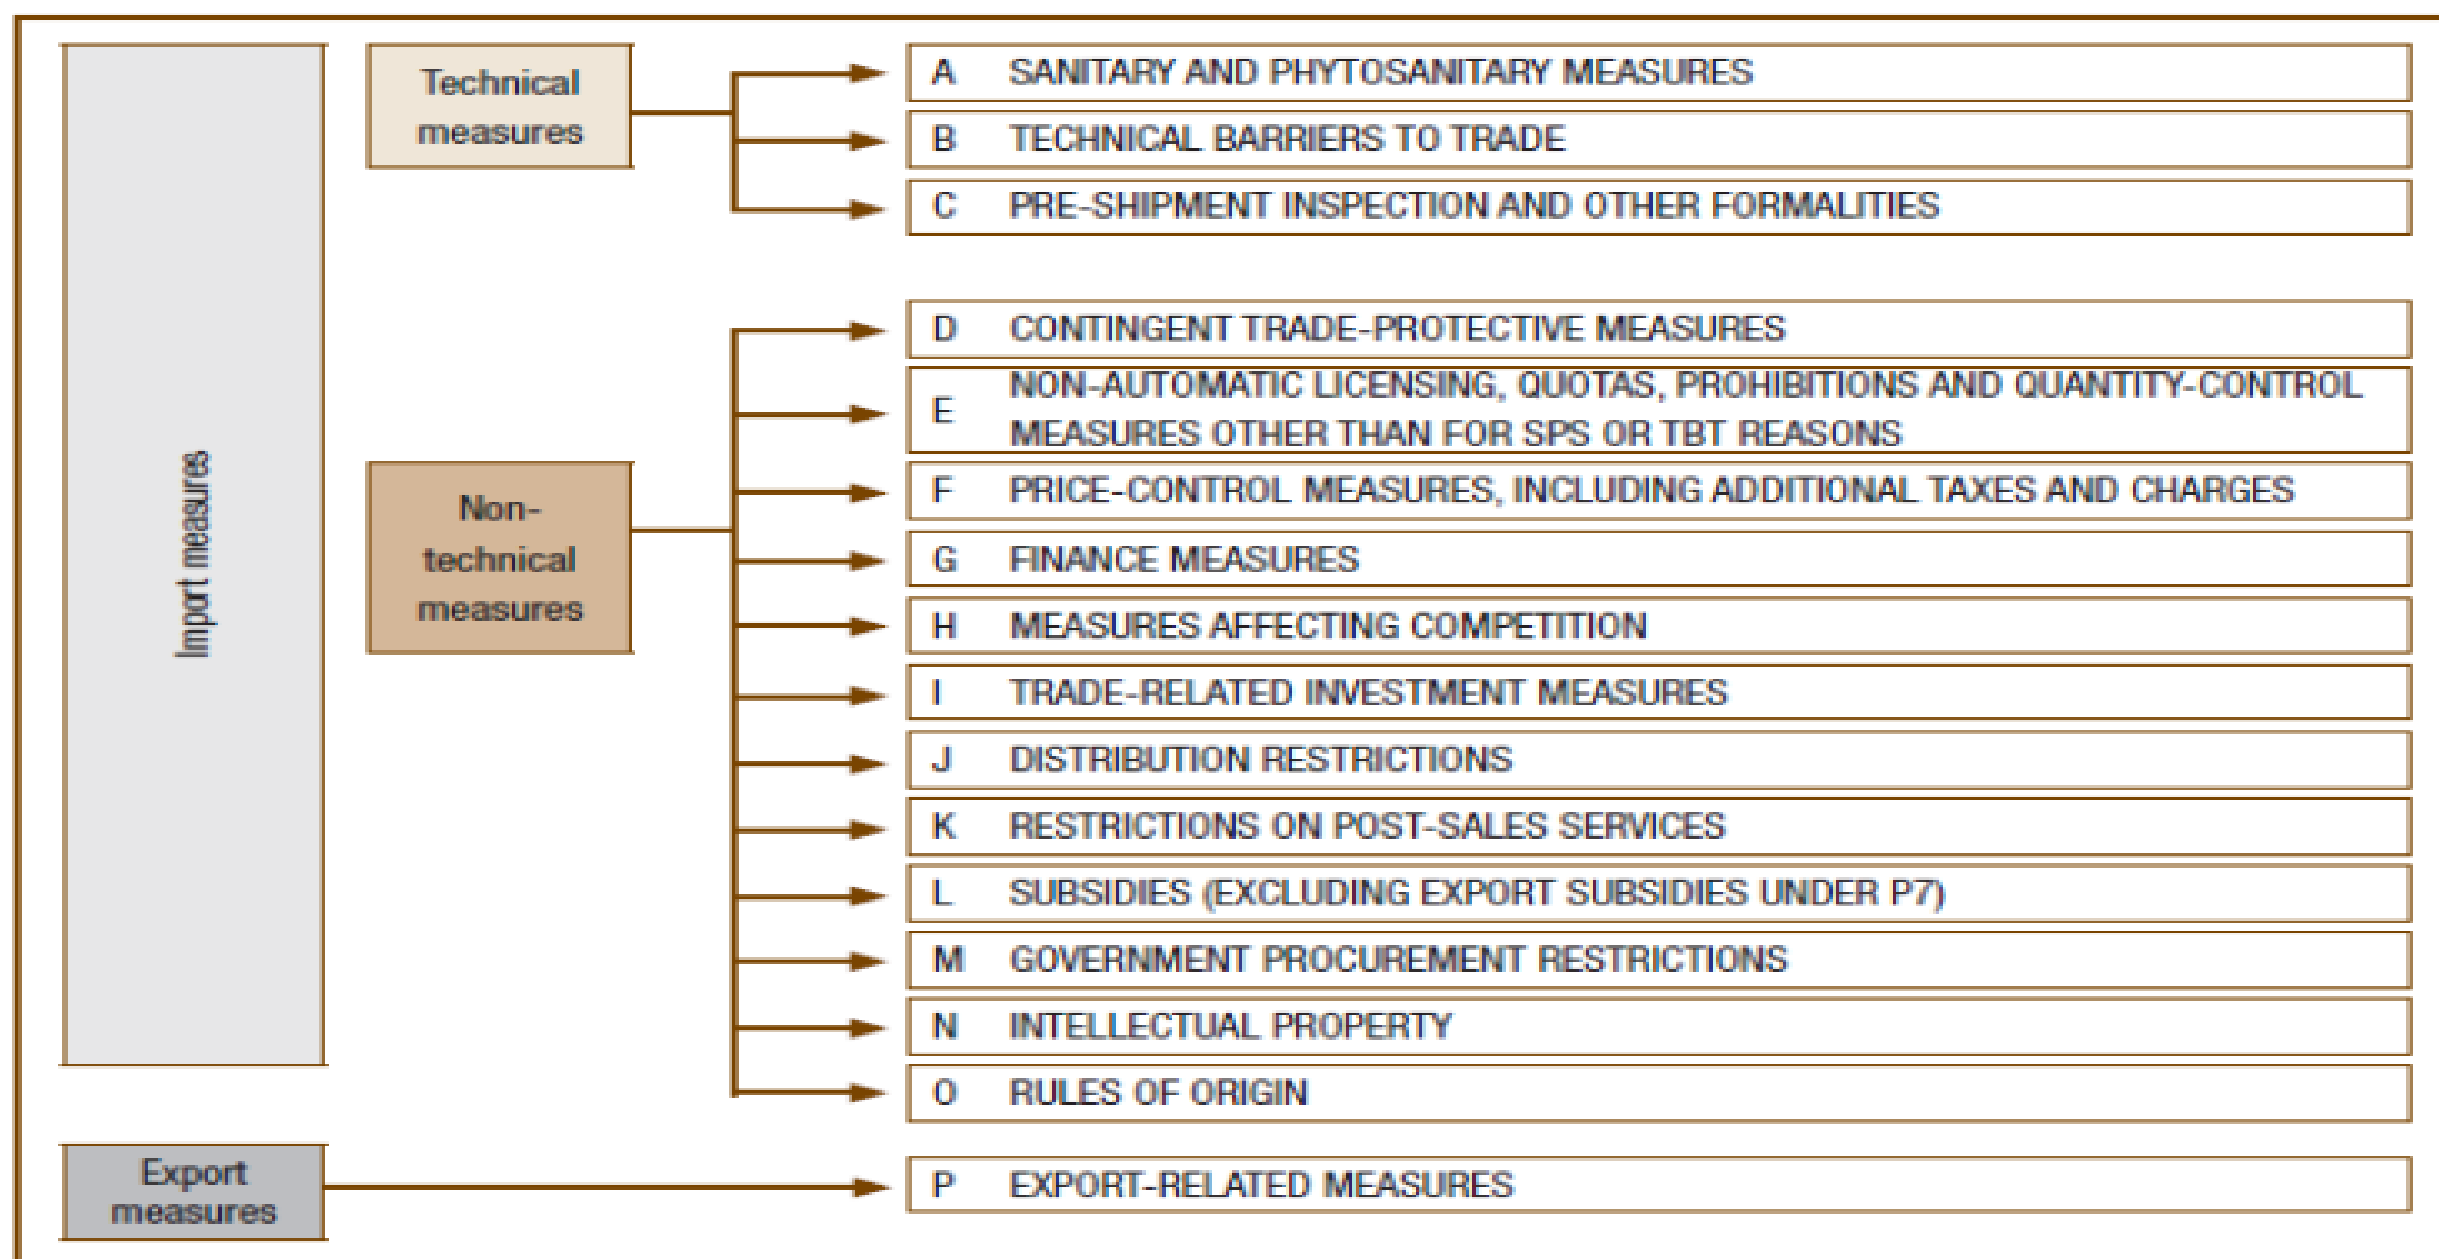 Import measures
Technical
measures
A SANITARY AND PHYTOSANITARY MEASURES
B TECHNICAL BARRIERS TO TRADE
C PRE-SHIPMENT INSPECTION AND OTHER FORMALITIES
Non-
technical
measures
D CONTINGENT TRADE-PROTECTIVE MEASURES
E NON-AUTOMATIC LICENSING, QUOTAS, PROHIBITIONS AND QUANTITY-CONTROL
MEASURES OTHER THAN FOR SPS OR TBT REASONS
F PRICE-CONTROL MEASURES, INCLUDING ADDITIONAL TAXES AND CHARGES
G FINANCE MEASURES
H MEASURES AFFECTING COMPETITION
I TRADE-RELATED INVESTMENT MEASURES
J DISTRIBUTION RESTRICTIONS
K RESTRICTIONS ON POST-SALES SERVICES
L SUBSIDIES (EXCLUDING EXPORT SUBSIDIES UNDER P7)
M GOVERNMENT PROCUREMENT RESTRICTIONS
N INTELLECTUAL PROPERTY
O RULES OF ORIGIN
Export
measures
P EXPORT-RELATED MEASURES